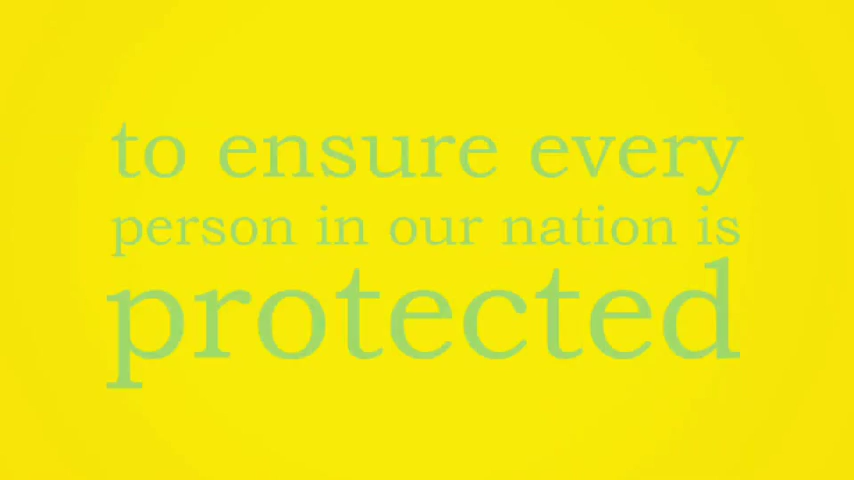 to ensure every
person in our nation is
protected